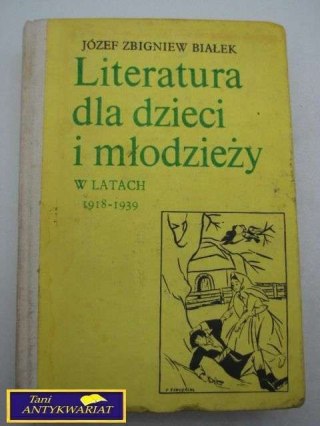 JÓZEF ZBIGNIEW BIAŁEK
Literatura
dla dzieci
i młodzieży
W LATACH
1918-1939
Tani
ANTYKWARIAT